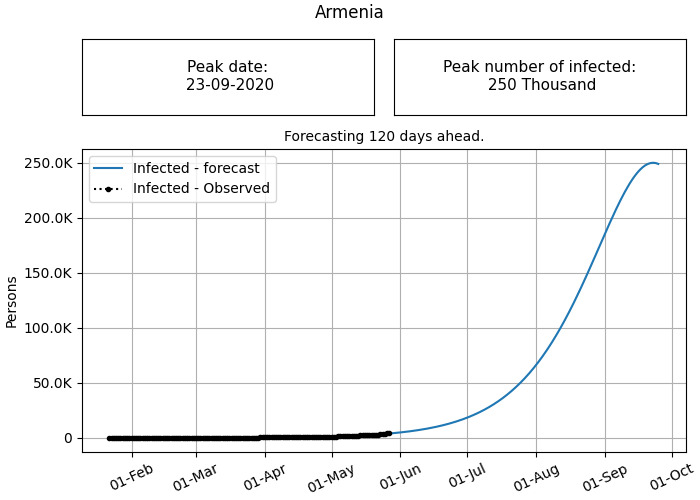 Armenia
Peak date:
23-09-2020
Peak number of infected:
250 Thousand
Forecasting 120 days ahead.
Infected - forecast
Infected - Observed
250.0K
200.0K
150.0K
100.0K
50.0K
0
Persons
01-Feb
01-Mar
01-Apr
01-May
01-Jun
01-Jul
01-Aug
01-Sep
01-Oct